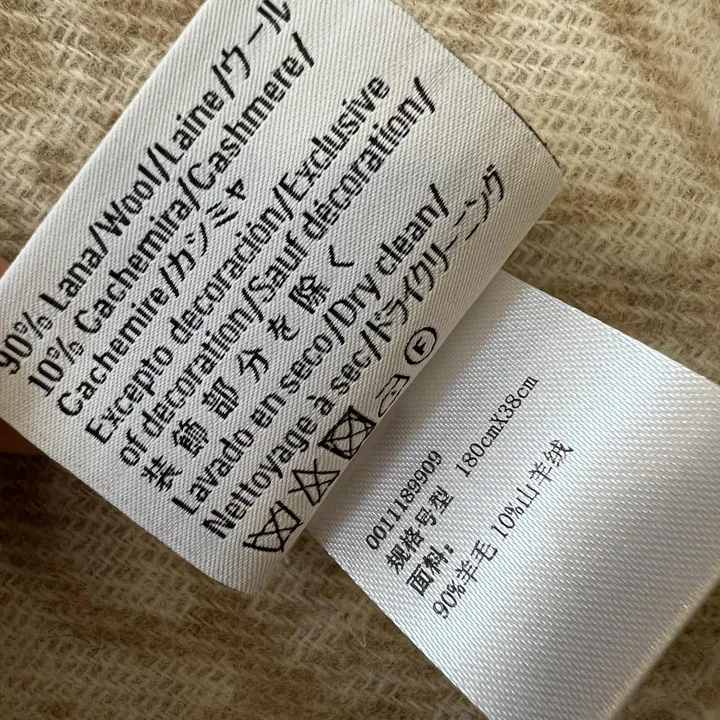 90% Lana/Wool/Laine/ウール
10% Cachemira/Cashmere/
Cachemire/カシミヤ
Excepto decoración/Exclusive
of decoration/Sauf décoration/
装飾部分を除く
Lavado en seco/Dry clean/
Nettoyage à sec/ドライクリーニング
F
0011189909
规格号型 180cmX38cm
面料:
90%羊毛 10%山羊绒